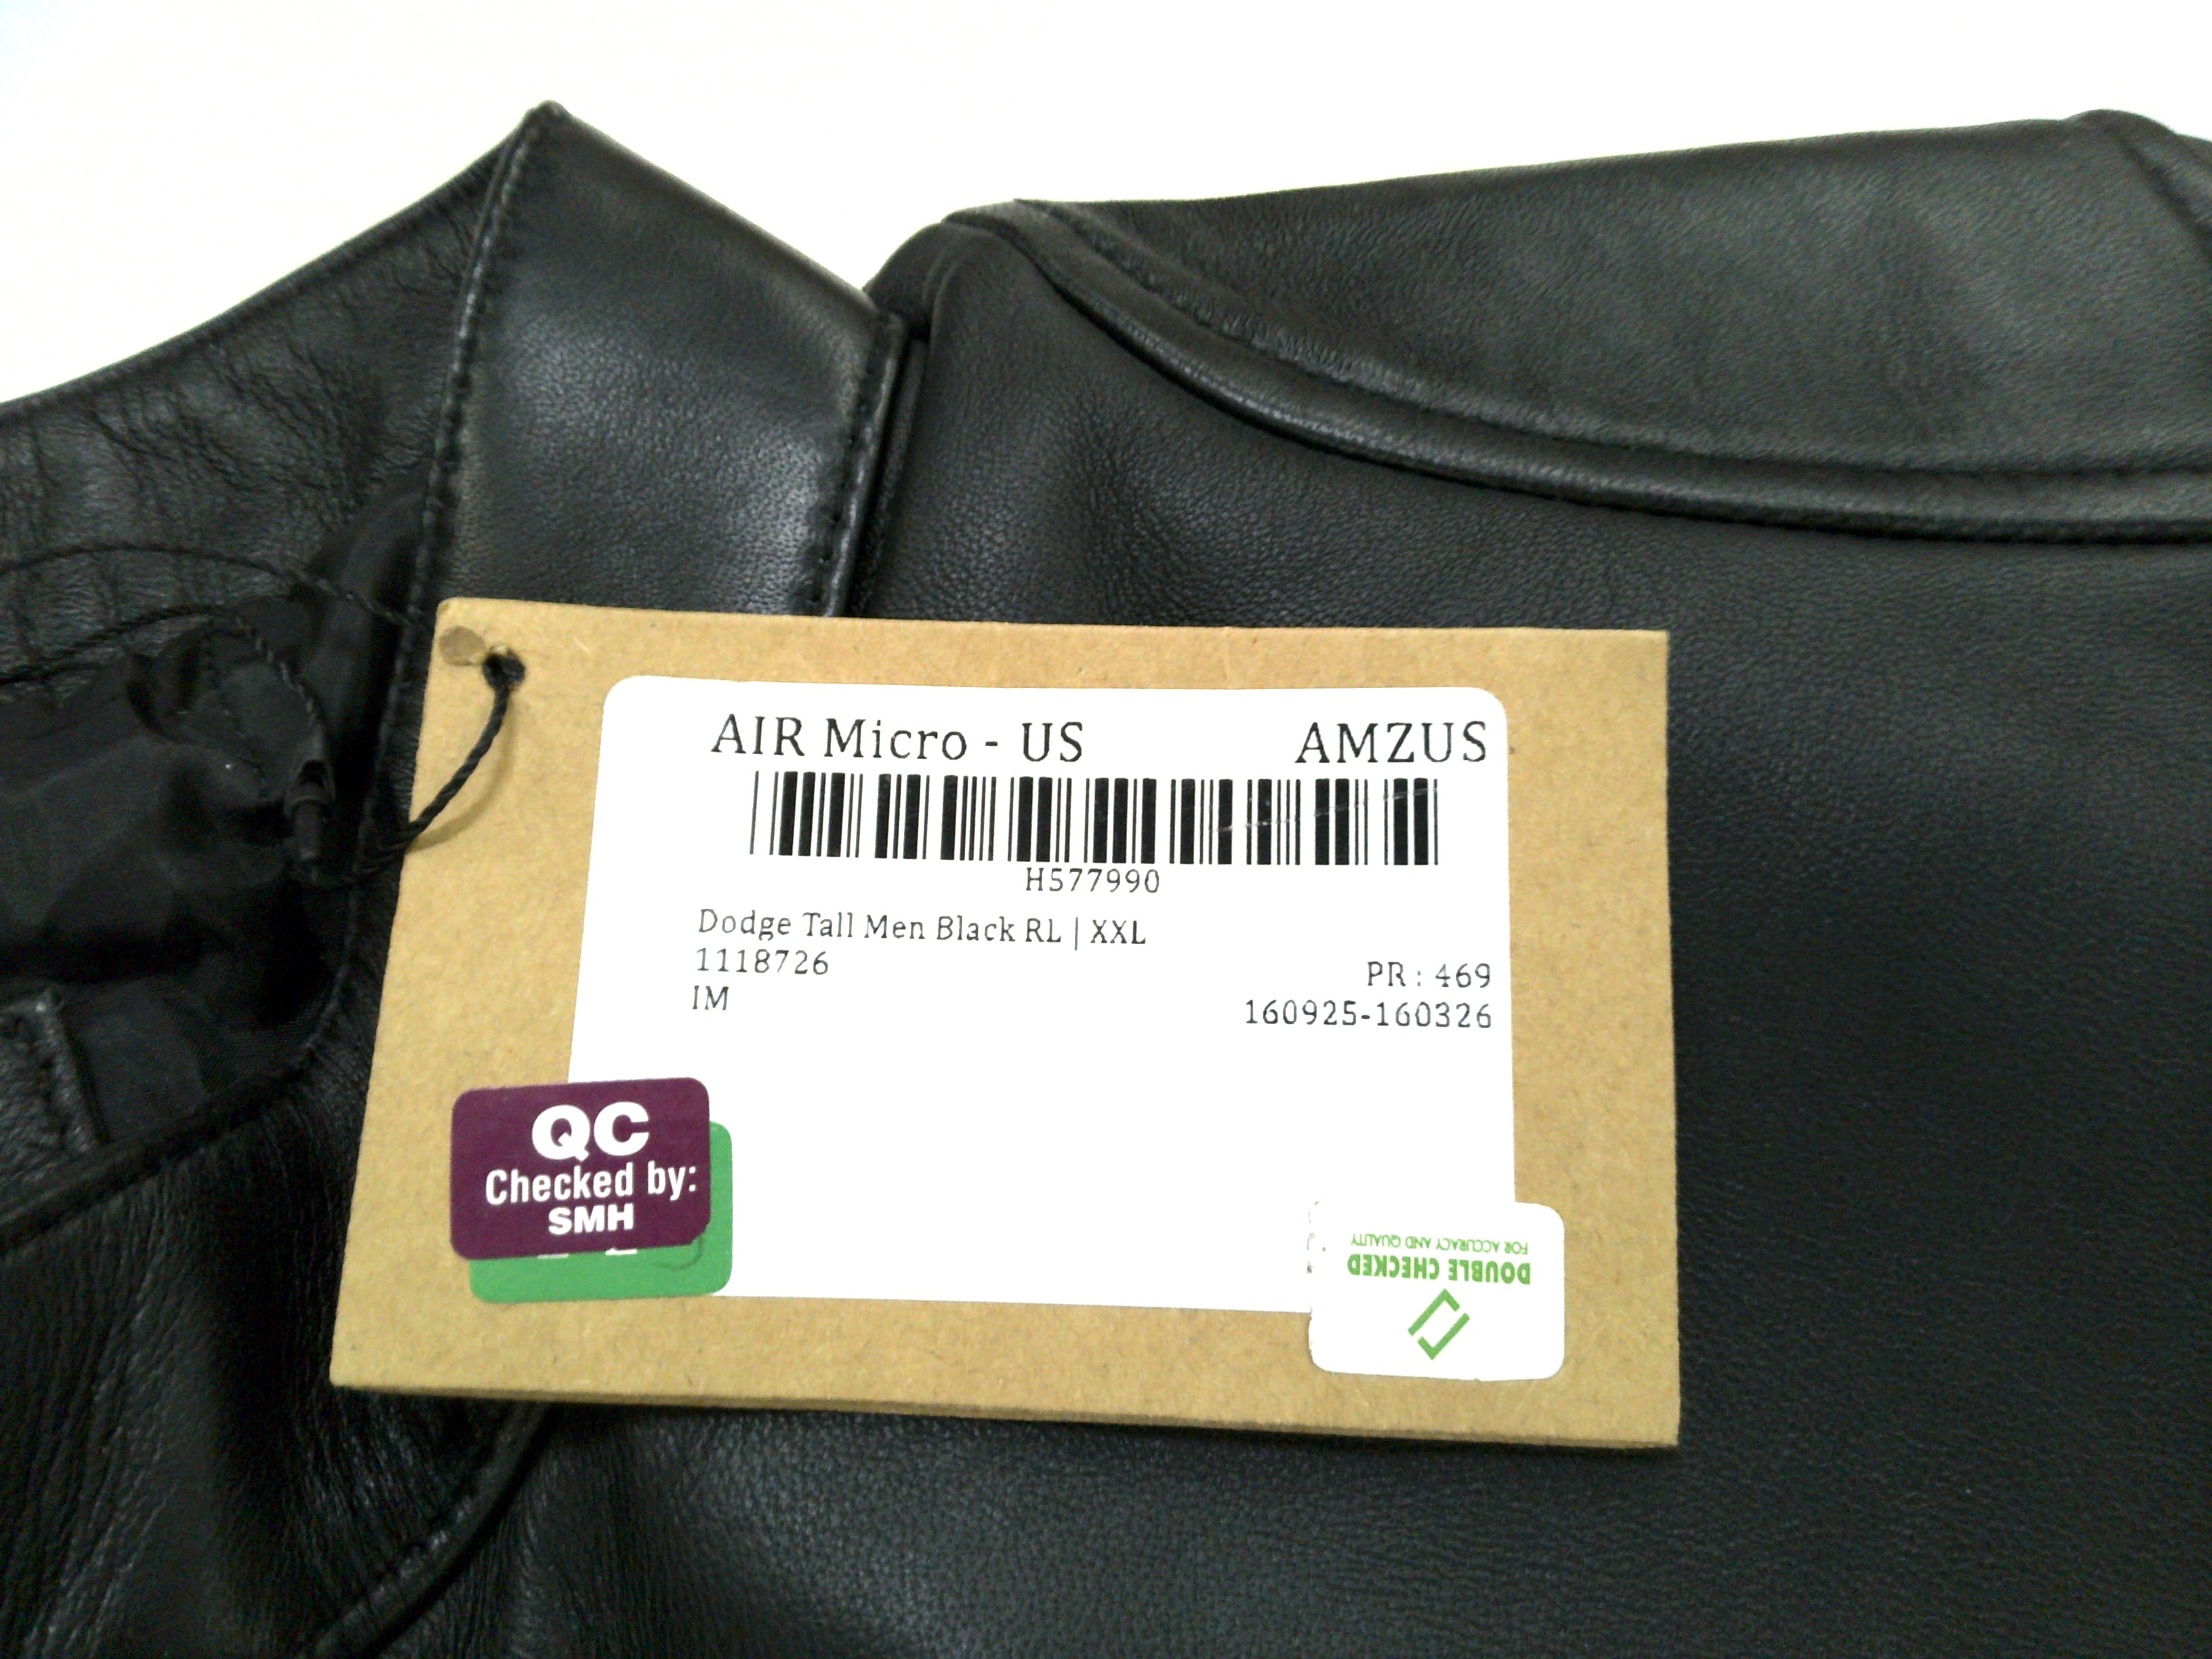 AIR Micro - US AMZUS
H577990
Dodge Tall Men Black RL | XXL
1118726
PR : 469
IM
160925-160326
QC
Checked by:
SMH
DOUBLE CHECKED
FOR ACCURACY AND QUALITY